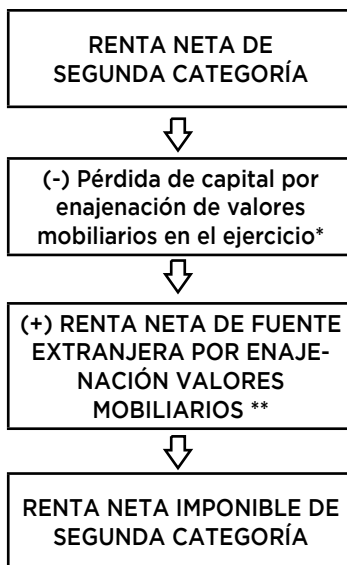 RENTA NETA DE
SEGUNDA CATEGORÍA
(-) Pérdida de capital por
enajenación de valores
mobiliarios en el ejercicio*
(+) RENTA NETA DE FUENTE
EXTRANJERA POR ENAJE-
NACIÓN VALORES
MOBILIARIOS **
RENTA NETA IMPONIBLE DE
SEGUNDA CATEGORÍA